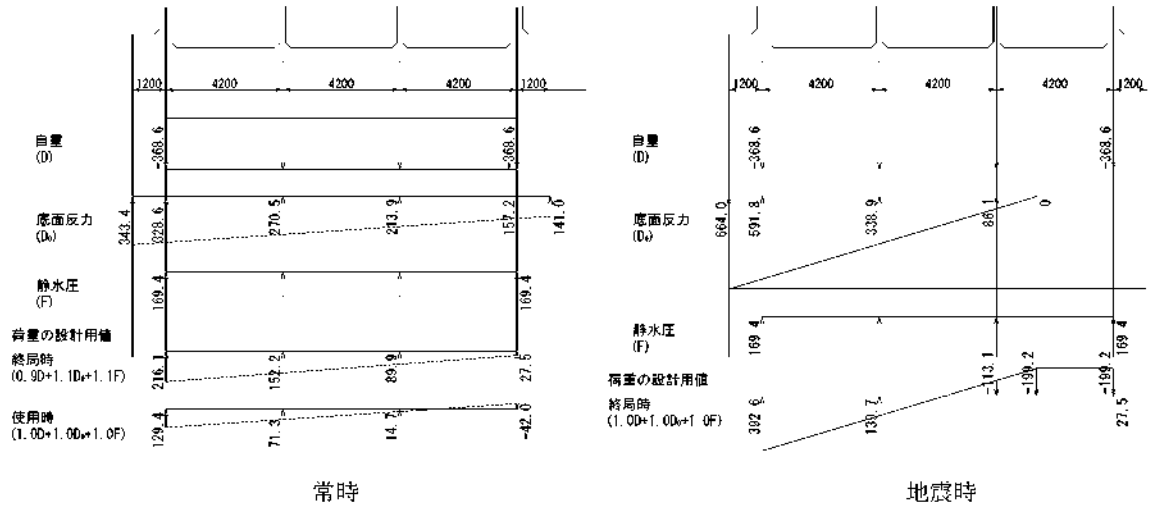 1200 4200 4200 4200 1200
自重
(D)
-368.6 -368.6
底面反力
(D₀)
343.4 328.6 270.5 213.9 157.2 141.0
静水圧
(F)
169.4 169.4
荷重の設計用値
終局時
(0.9D+1.1D₀+1.1F)
216.1 152.2 89.9 27.5
使用時
(1.0D+1.0D₀+1.0F)
129.4 71.3 14.7 -42.0
常時
1200 4200 4200 4200 1200
自重
(D)
-368.6 -368.6
底面反力
(D₀)
664.0 591.8 338.9 86.1 0
静水圧
(F)
169.4 169.4
荷重の設計用値
終局時
(1.0D+1.0D₀+1.0F)
392.6 139.7 -113.1 -199.2 -199.2
27.5
地震時